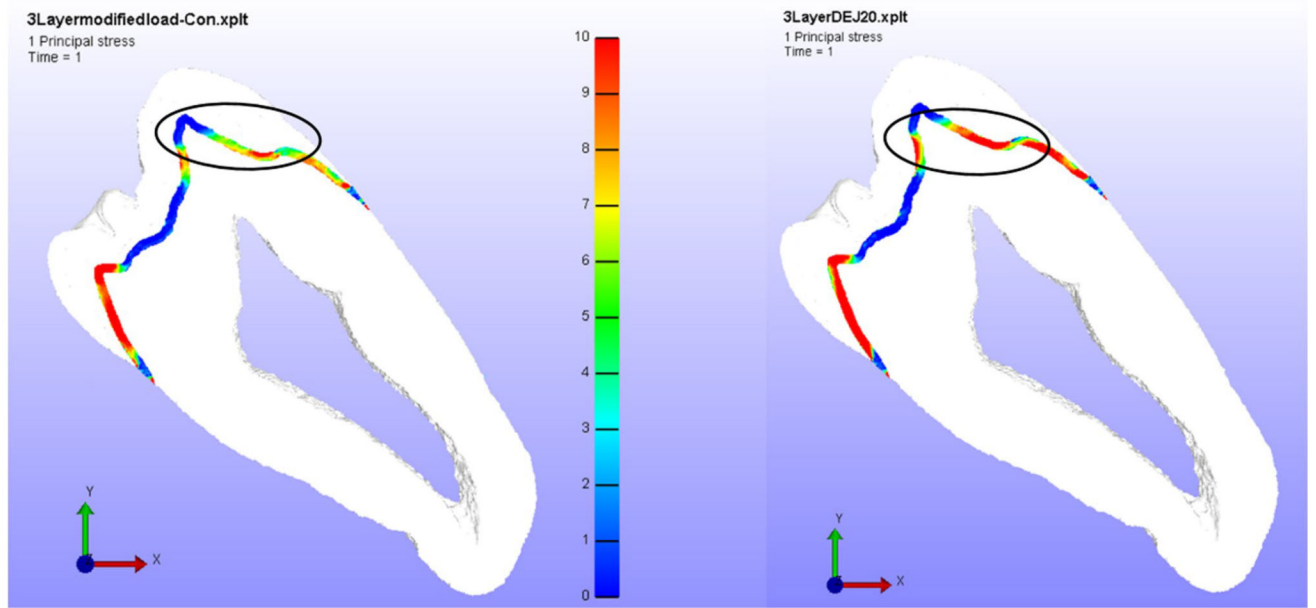 3Layermodifiedload-Con.xplt
1 Principal stress
Time = 1
10
9
8
7
6
5
4
3
2
1
0
Y
X
3LayerDEJ20.xplt
1 Principal stress
Time = 1
Y
X